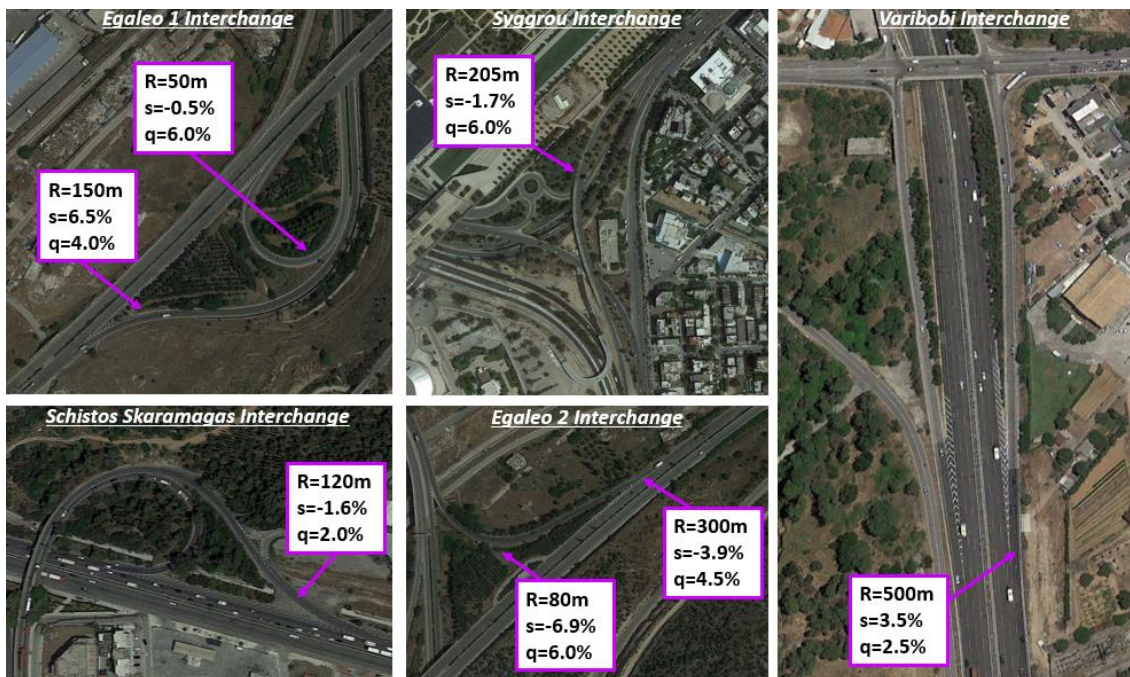 Egaleo 1 Interchange
R=50m
s=-0.5%
q=6.0%
R=150m
s=6.5%
q=4.0%
Syggrou Interchange
R=205m
s=-1.7%
q=6.0%
Varibobi Interchange
R=500m
s=3.5%
q=2.5%
Schistos Skaramagas Interchange
R=120m
s=-1.6%
q=2.0%
Egaleo 2 Interchange
R=300m
s=-3.9%
q=4.5%
R=80m
s=-6.9%
q=6.0%